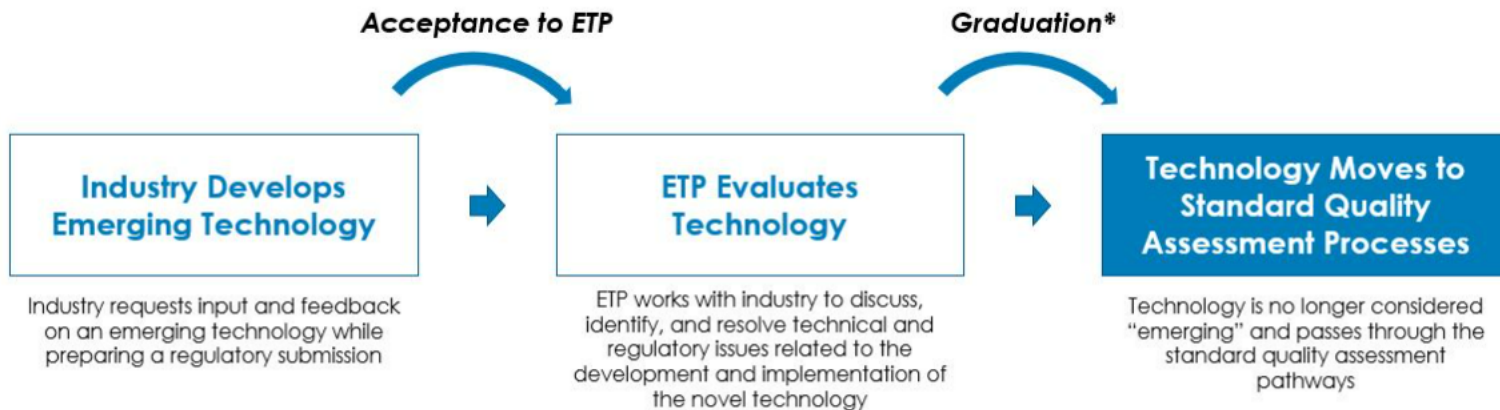 Acceptance to ETP
Graduation*
Industry Develops
Emerging Technology
Industry requests input and feedback
on an emerging technology while
preparing a regulatory submission
ETP Evaluates
Technology
ETP works with industry to discuss,
identify, and resolve technical and
regulatory issues related to the
development and implementation of
the novel technology
Technology Moves to
Standard Quality
Assessment Processes
Technology is no longer considered
“emerging” and passes through the
standard quality assessment
pathways